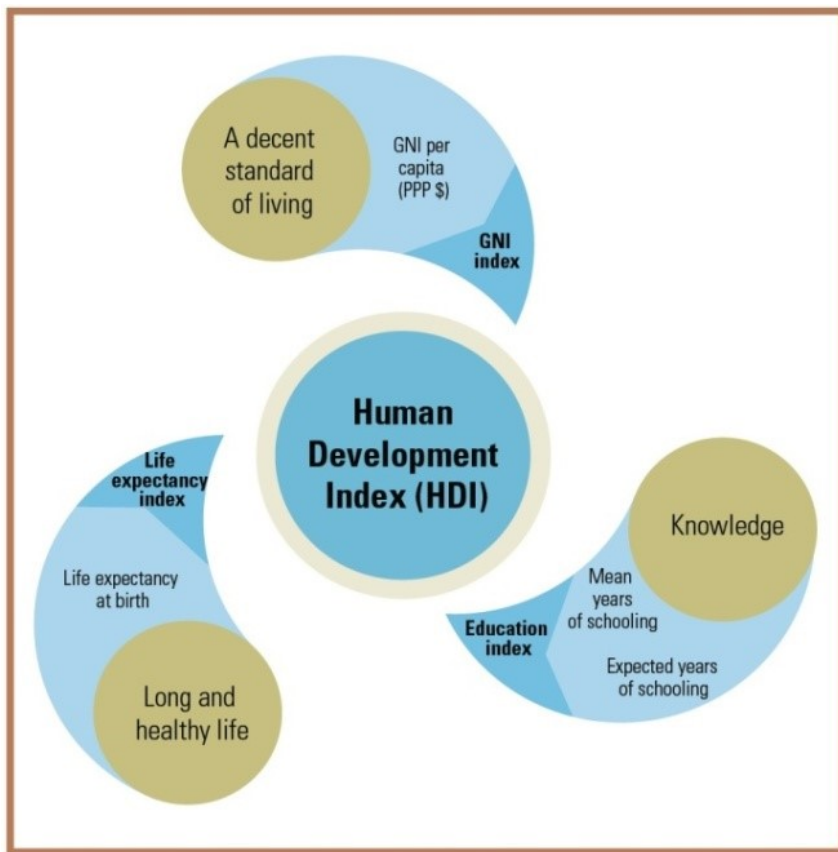 A decent
standard
of living
GNI per
capita
(PPP $)
GNI
index
Human
Development
Index (HDI)
Life
expectancy
index
Life expectancy
at birth
Long and
healthy life
Knowledge
Mean
years
of schooling
Expected years
of schooling
Education
index